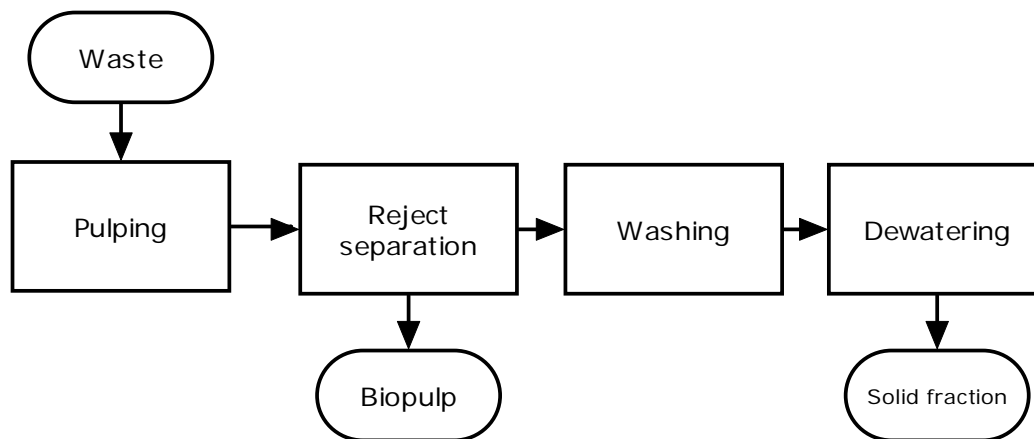 Waste
Pulping
Reject
separation
Washing
Dewatering
Biopulp
Solid fraction